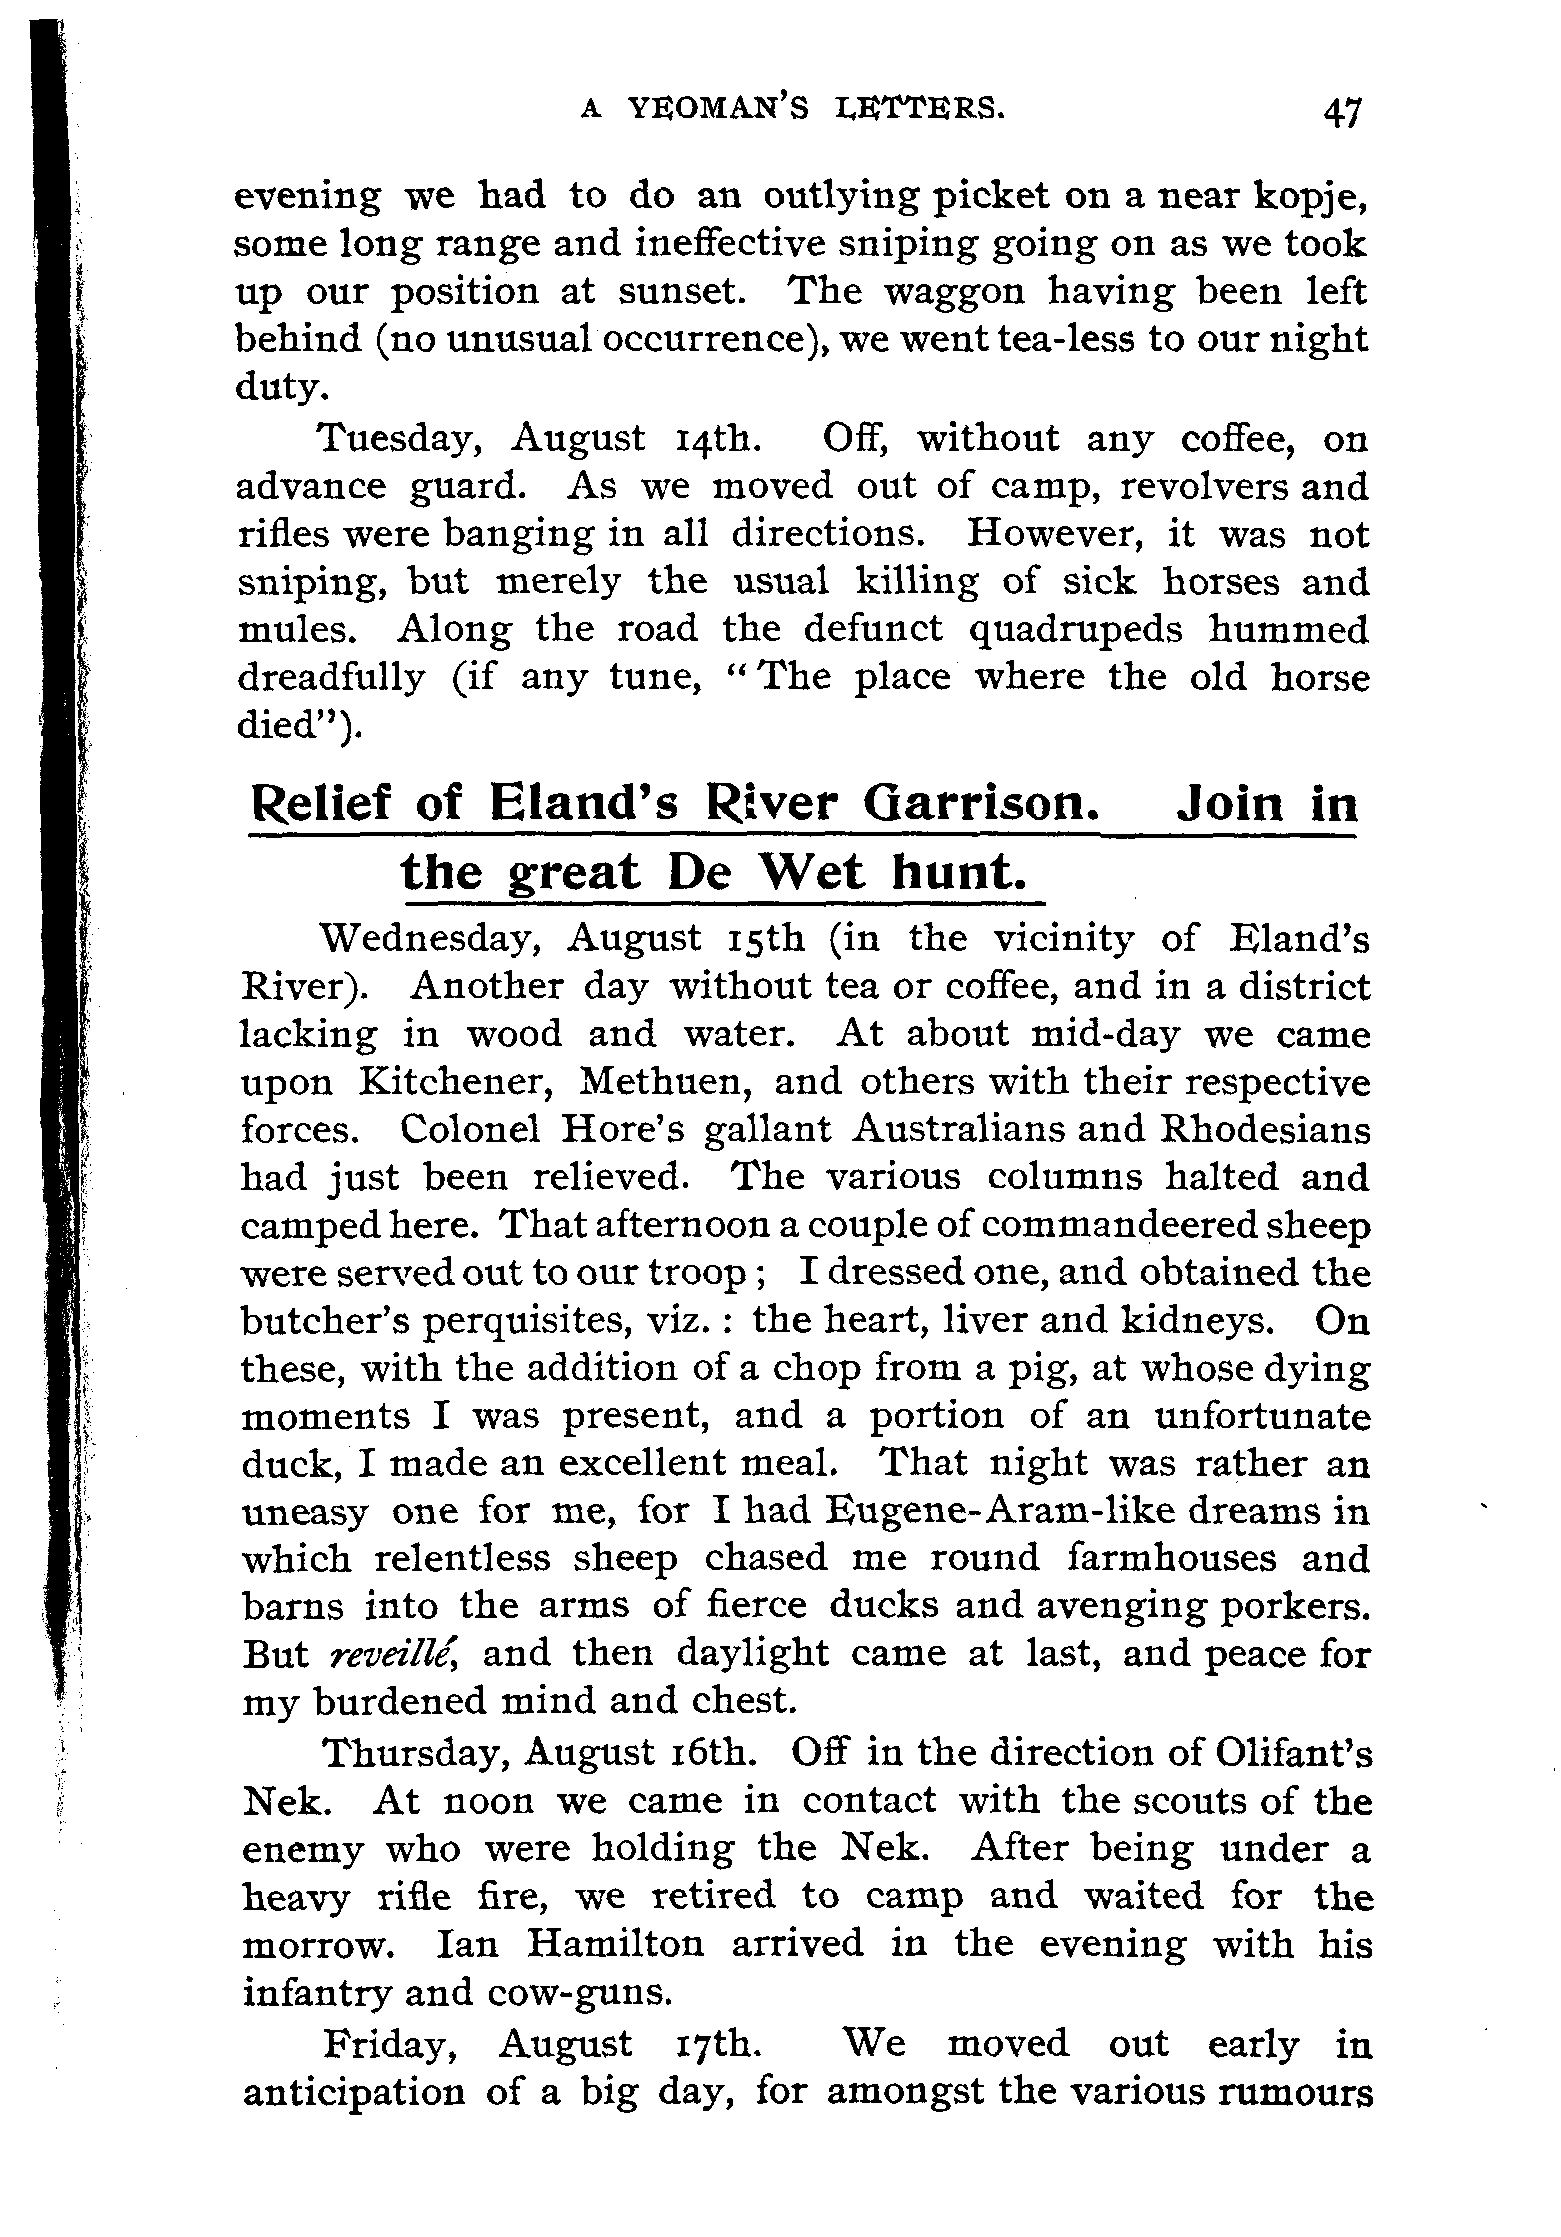 A YEOMAN'S LETTERS. 47
evening we had to do an outlying picket on a near kopje,
some long range and ineffective sniping going on as we took
up our position at sunset. The waggon having been left
behind (no unusual occurrence), we went tea-less to our night
duty.
Tuesday, August 14th. Off, without any coffee, on
advance guard. As we moved out of camp, revolvers and
rifles were banging in all directions. However, it was not
sniping, but merely the usual killing of sick horses and
mules. Along the road the defunct quadrupeds hummed
dreadfully (if any tune, "The place where the old horse
died").
Relief of Eland's River Garrison. Join in
the great De Wet hunt.
Wednesday, August 15th (in the vicinity of Eland's
River). Another day without tea or coffee, and in a district
lacking in wood and water. At about mid-day we came
upon Kitchener, Methuen, and others with their respective
forces. Colonel Hore's gallant Australians and Rhodesians
had just been relieved. The various columns halted and
camped here. That afternoon a couple of commandeered sheep
were served out to our troop; I dressed one, and obtained the
butcher's perquisites, viz.: the heart, liver and kidneys. On
these, with the addition of a chop from a pig, at whose dying
moments I was present, and a portion of an unfortunate
duck, I made an excellent meal. That night was rather an
uneasy one for me, for I had Eugene-Aram-like dreams in
which relentless sheep chased me round farmhouses and
barns into the arms of fierce ducks and avenging porkers.
But reveillé, and then daylight came at last, and peace for
my burdened mind and chest.
Thursday, August 16th. Off in the direction of Olifant's
Nek. At noon we came in contact with the scouts of the
enemy who were holding the Nek. After being under a
heavy rifle fire, we retired to camp and waited for the
morrow. Ian Hamilton arrived in the evening with his
infantry and cow-guns.
Friday, August 17th. We moved out early in
anticipation of a big day, for amongst the various rumours